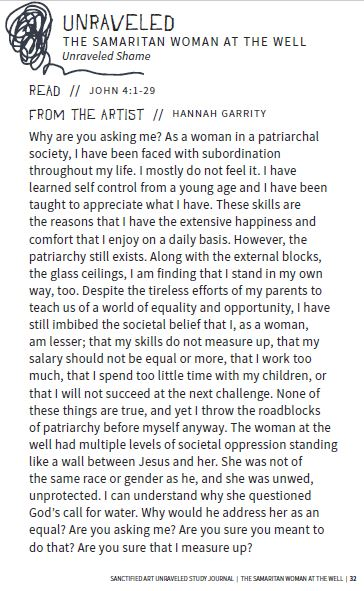 UNRAVELED
THE SAMARITAN WOMAN AT THE WELL
Unraveled Shame
READ // JOHN 4:1-29
FROM THE ARTIST // HANNAH GARRITY
Why are you asking me? As a woman in a patriarchal
society, I have been faced with subordination
throughout my life. I mostly do not feel it. I have
learned self control from a young age and I have been
taught to appreciate what I have. These skills are
the reasons that I have the extensive happiness and
comfort that I enjoy on a daily basis. However, the
patriarchy still exists. Along with the external blocks,
the glass ceilings, I am finding that I stand in my own
way, too. Despite the tireless efforts of my parents to
teach us of a world of equality and opportunity, I have
still imbibed the societal belief that I, as a woman,
am lesser; that my skills do not measure up, that my
salary should not be equal or more, that I work too
much, that I spend too little time with my children, or
that I will not succeed at the next challenge. None of
these things are true, and yet I throw the roadblocks
of patriarchy before myself anyway. The woman at the
well had multiple levels of societal oppression standing
like a wall between Jesus and her. She was not of
the same race or gender as he, and she was unwed,
unprotected. I can understand why she questioned
God's call for water. Why would he address her as an
equal? Are you asking me? Are you sure you meant to
do that? Are you sure that I measure up?
SANCTIFIED ART UNRAVELED STUDY JOURNAL | THE SAMARITAN WOMAN AT THE WELL | 32